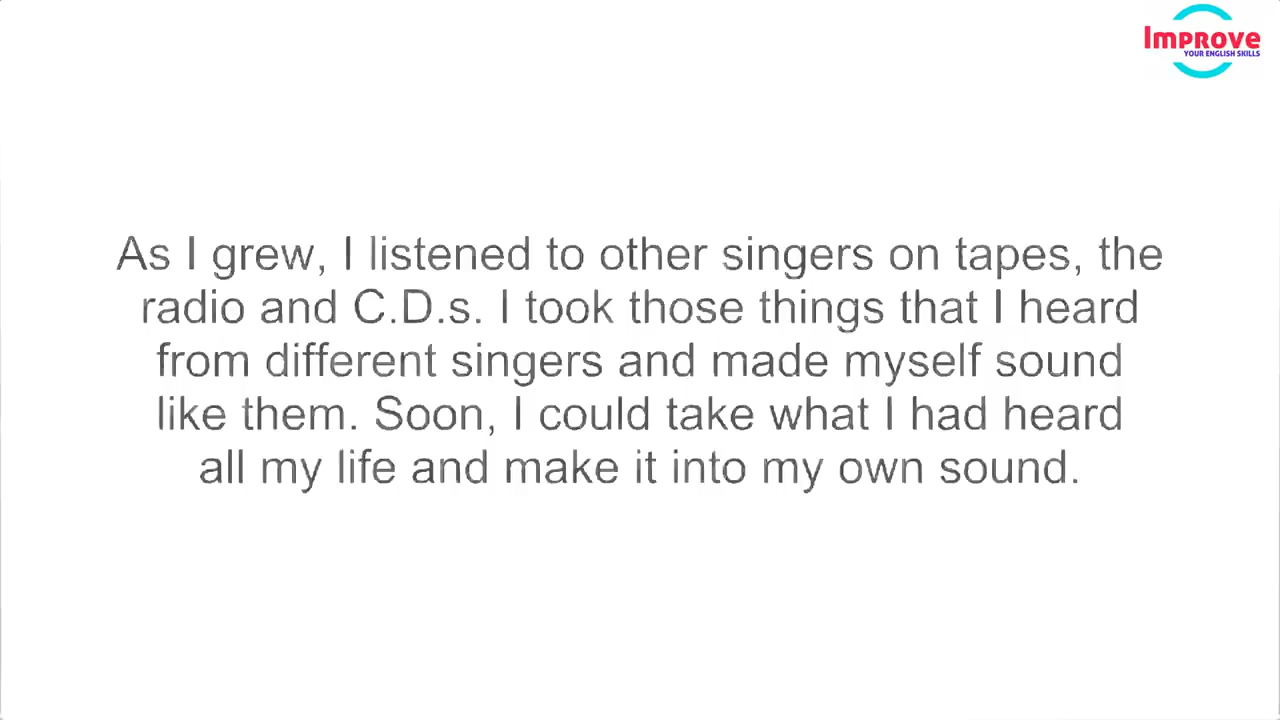 Improve
YOUR ENGLISH SKILLS
As I grew, I listened to other singers on tapes, the
radio and C.D.s. I took those things that I heard
from different singers and made myself sound
like them. Soon, I could take what I had heard
all my life and make it into my own sound.